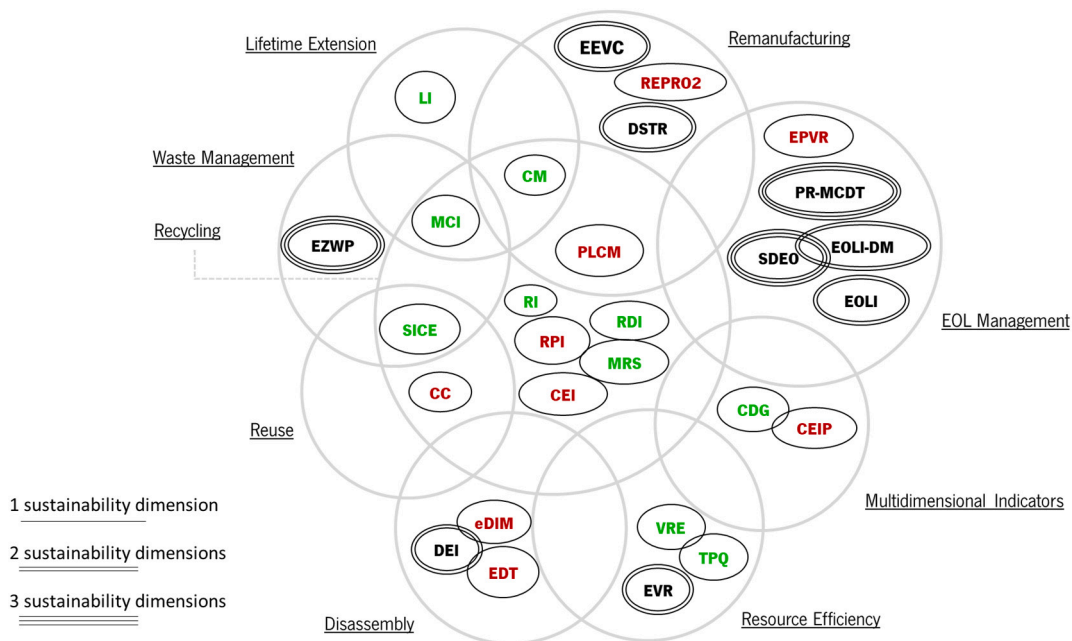 Lifetime Extension
EEVC
Remanufacturing
REPRO2
LI
DSTR
EPVR
Waste Management
CM
PR-MCDT
MCI
Recycling
EZWP
PLCM
SDEO
EOLI-DM
RI
EOLI
RDI
EOL Management
SICE
RPI
MRS
CC
CEI
CDG
CEIP
Reuse
1 sustainability dimension
Multidimensional Indicators
eDIM
VRE
2 sustainability dimensions
DEI
TPQ
EDT
EVR
3 sustainability dimensions
Disassembly
Resource Efficiency